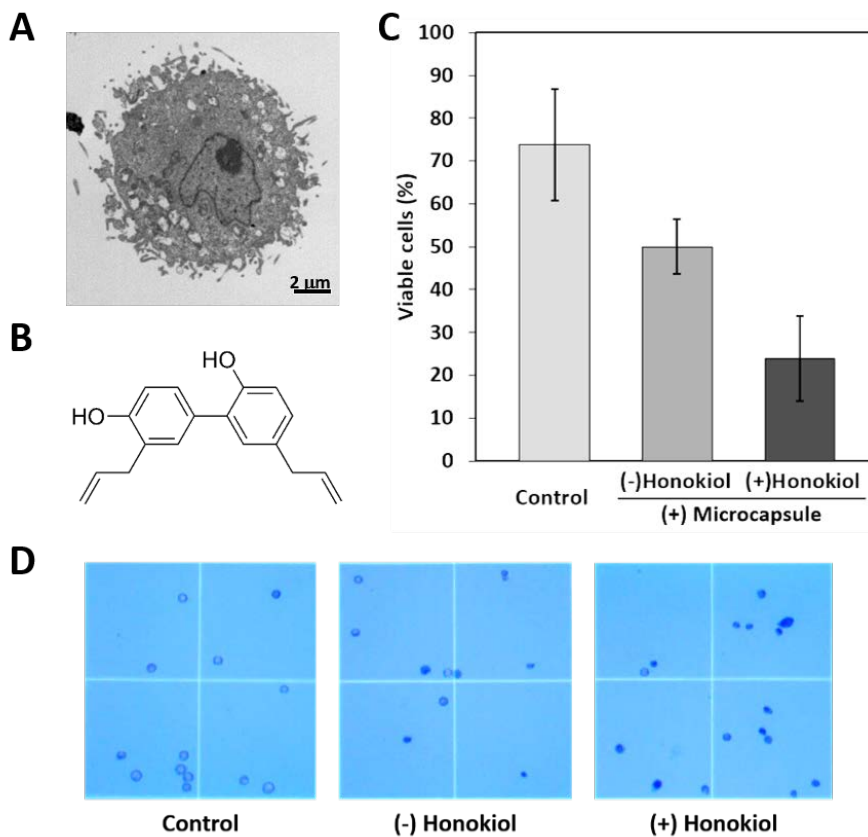 A
2 μm
B
HO
HO
C
Viable cells (%)
100
90
80
70
60
50
40
30
20
10
0
Control
(-)Honokiol
(+)Honokiol
(+) Microcapsule
D
Control
(-) Honokiol
(+) Honokiol